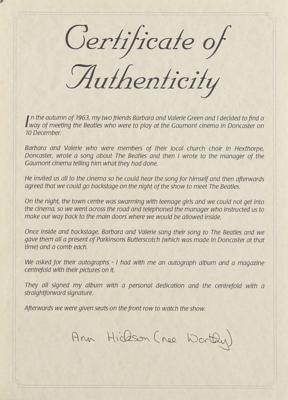 Certificate of
Authenticity
In the autumn of 1963, my two friends Barbara and Valerie Green and I decided to find a
way of meeting the Beatles who were to play at the Gaumont cinema in Doncaster on
10 December.
Barbara and Valerie who were members of their local church choir in Hexthorpe,
Doncaster, wrote a song about The Beatles and then I wrote to the manager of the
Gaumont cinema telling him what they had done.
He invited us all to the cinema so he could hear the song for himself and then afterwards
agreed that we could go backstage on the night of the show to meet The Beatles.
On the night, the town centre was swarming with teenage girls and we could not get into
the cinema, so we went across the road and telephoned the manager who instructed us to
make our way back to the main doors where we would be allowed inside.
Once inside and backstage, Barbara and Valerie sang their song to The Beatles and we
gave them all a present of Parkinsons Butterscotch (which was made in Doncaster at that
time) and a comb each.
We asked for their autographs - I had with me an autograph album and a magazine
centrefold with their pictures on it.
They all signed my album with a personal dedication and the centrefold with a
straightforward signature.
Afterwards we were given seats on the front row to watch the show.
Ann Hickson (nee Worthy)